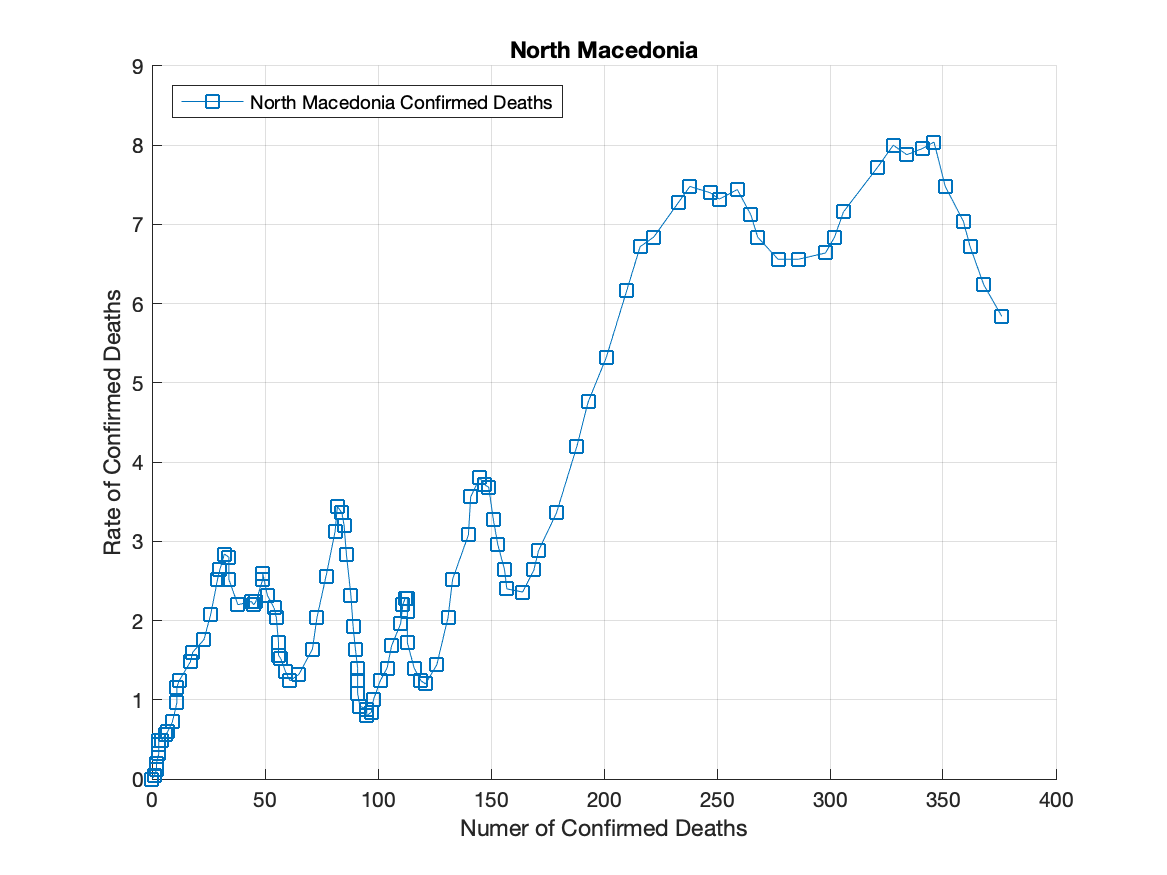 North Macedonia
North Macedonia Confirmed Deaths
9
8
7
6
5
4
3
2
1
0
Rate of Confirmed Deaths
0 50 100 150 200 250 300 350 400
Numer of Confirmed Deaths